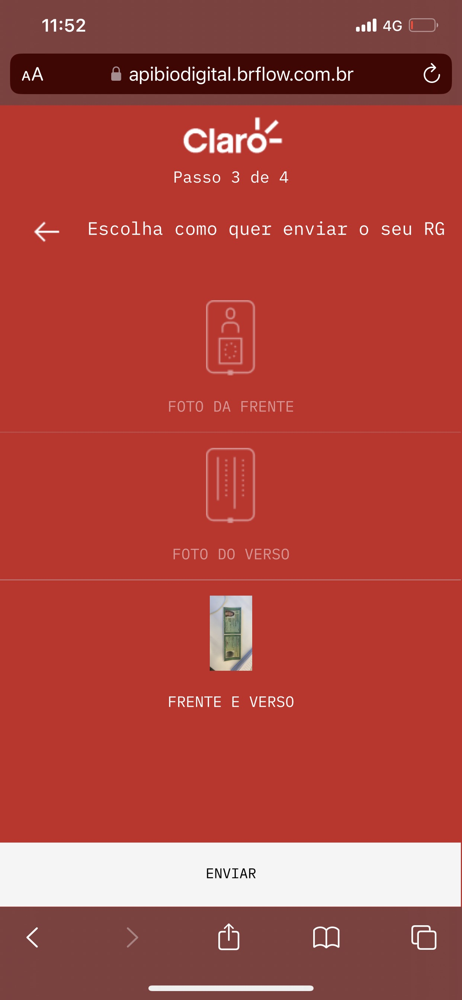 11:52
4G
AA
apibiodigital.brflow.com.br
Claro
Passo 3 de 4
Escolha como quer enviar o seu RG
FOTO DA FRENTE
FOTO DO VERSO
FRENTE E VERSO
ENVIAR